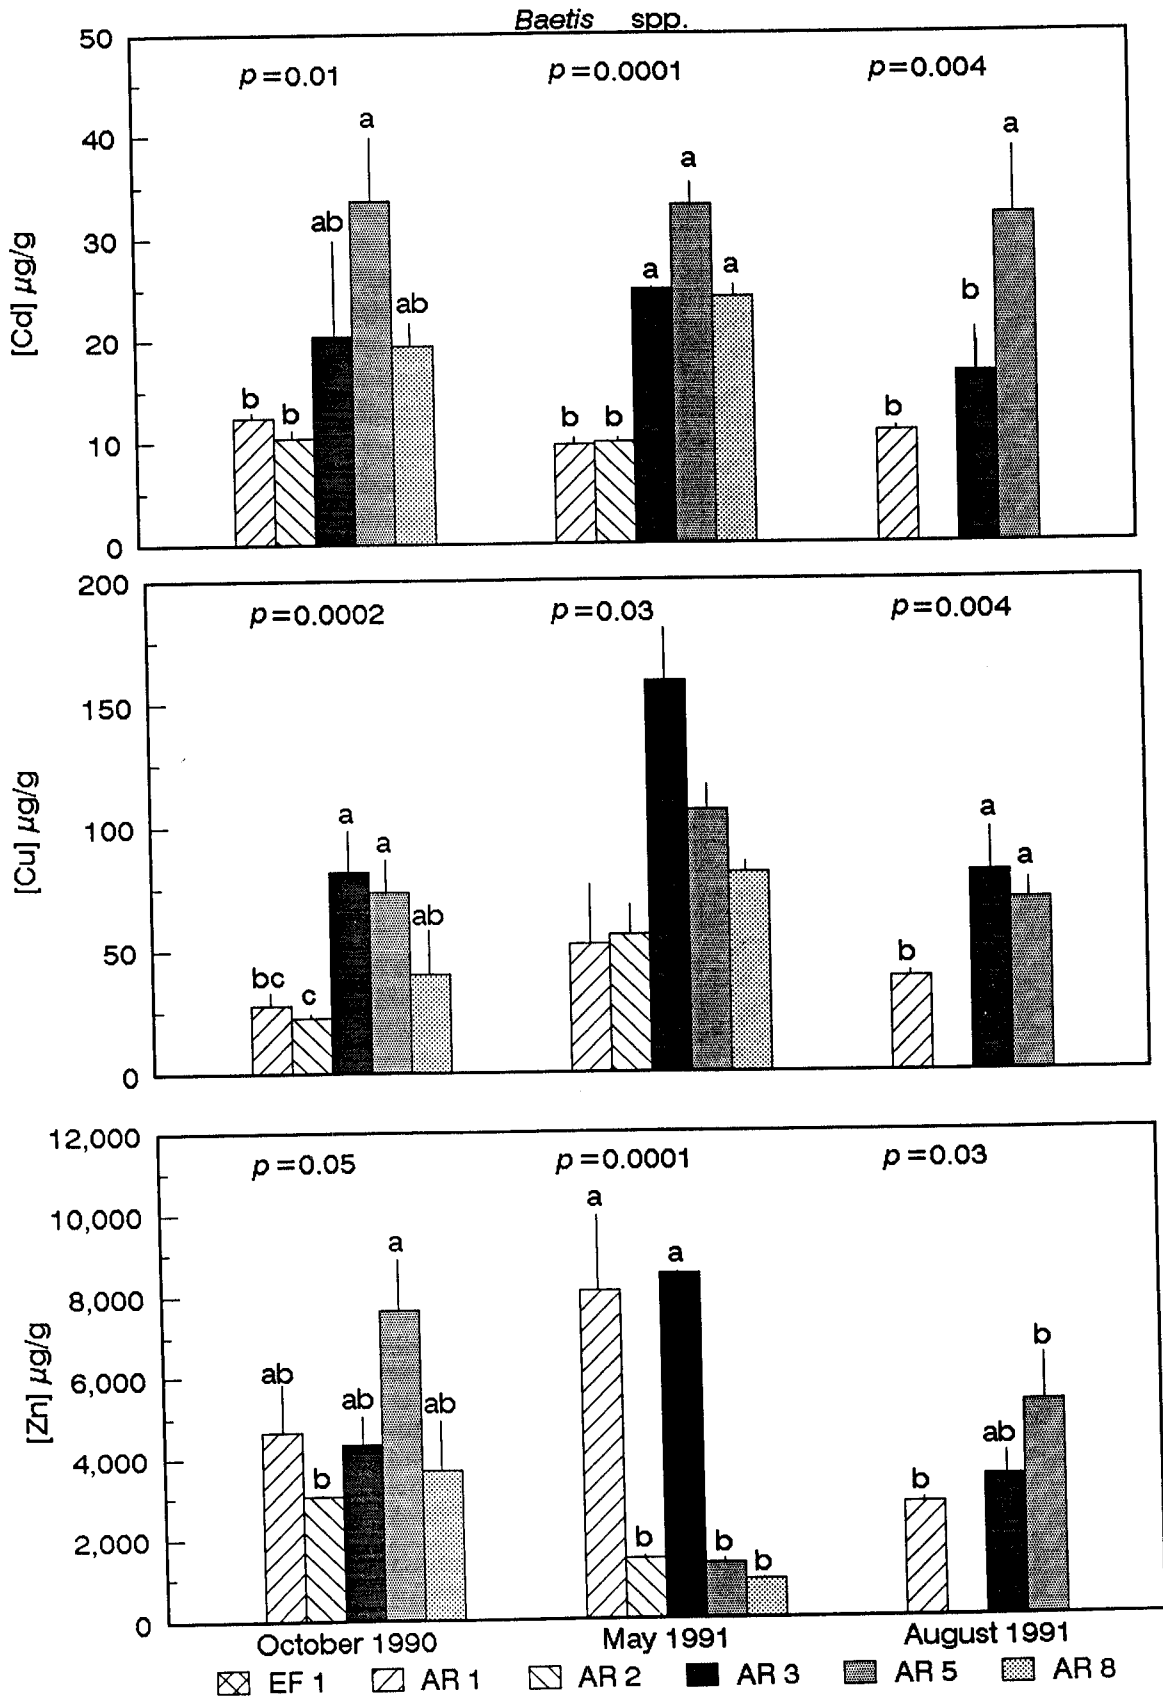 Baetis spp.
50
p=0.01 p=0.0001 p=0.004
40
a a a
ab a a
30
[Cd] µg/g
ab b
20
b b b b b
10
0
200
p=0.0002 p=0.03 p=0.004
150
[Cu] µg/g
100
a a a a
ab
50
bc c b
0
12,000
p=0.05 p=0.0001 p=0.03
10,000
a a a
8,000
[Zn] µg/g
b
6,000
ab ab ab ab
4,000
b b
2,000
b b b
0
October 1990 May 1991 August 1991
EF 1 AR 1 AR 2 AR 3 AR 5 AR 8